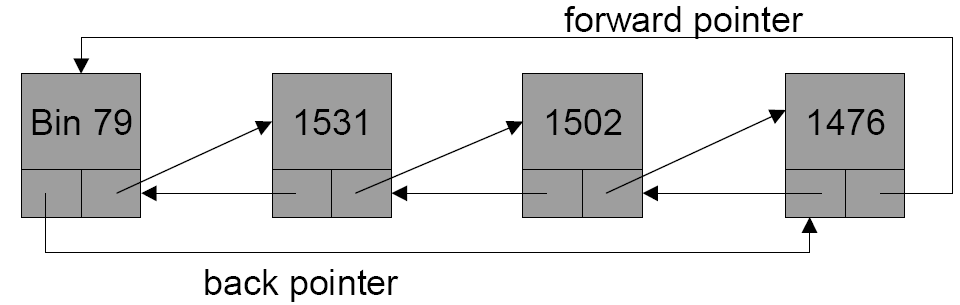 forward pointer
Bin 79
1531
1502
1476
back pointer